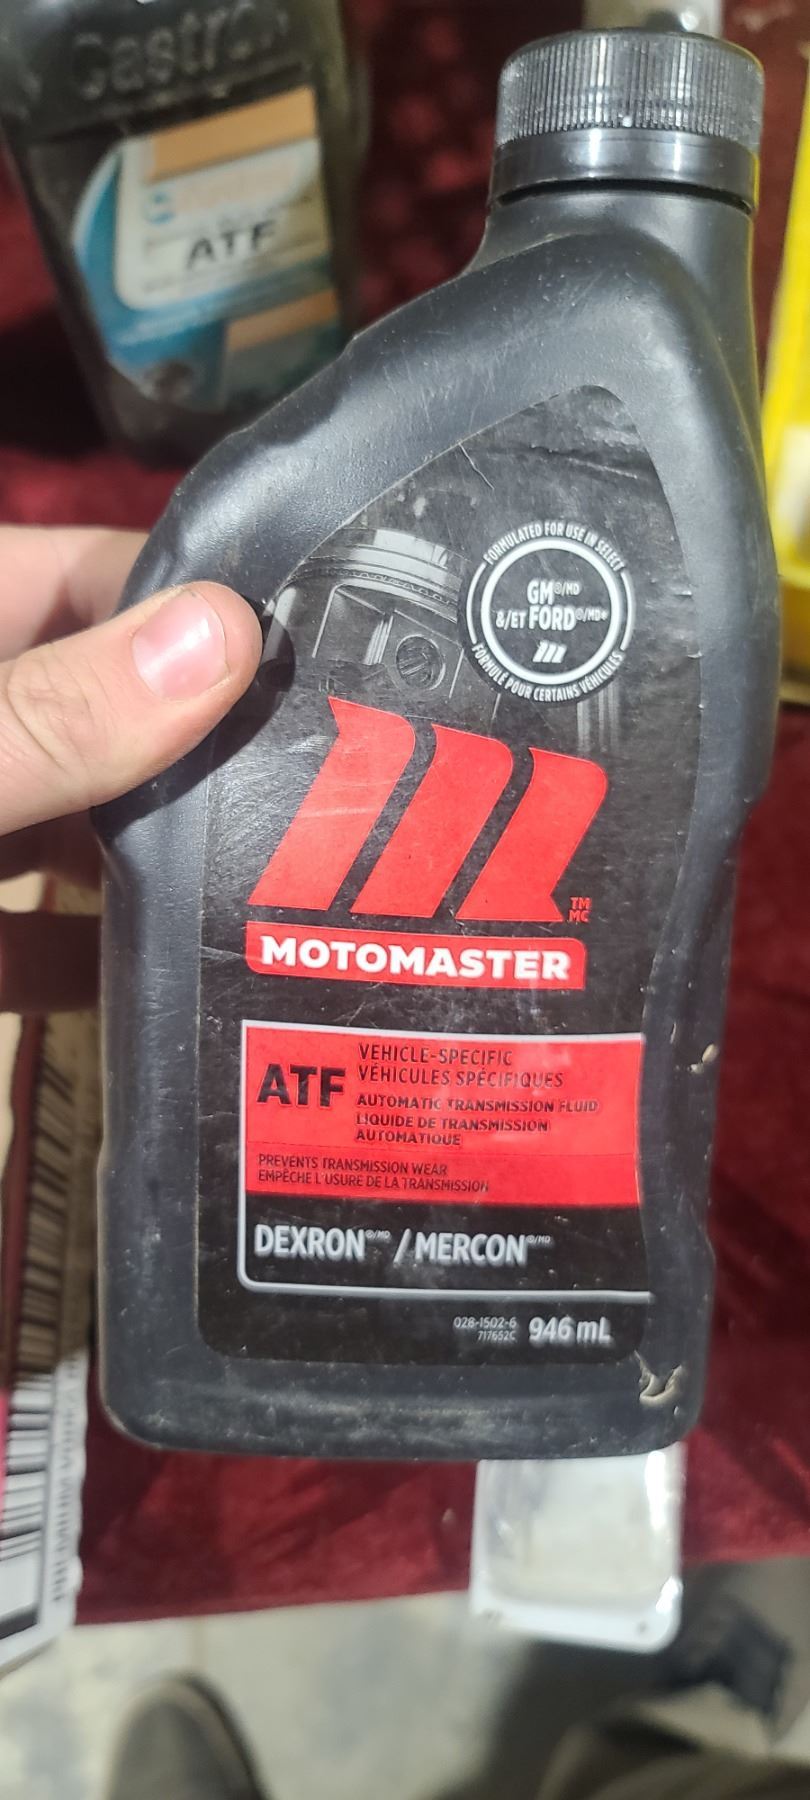 Castrol
ATF
FORMULATED FOR USE IN SELECT
GM®/MD
&/ET FORD®/MD*
FORMULÉ POUR CERTAINS VÉHICULES
TM
MC
MOTOMASTER
ATF
VEHICLE-SPECIFIC
VÉHICULES SPÉCIFIQUES
AUTOMATIC TRANSMISSION FLUID
LIQUIDE DE TRANSMISSION
AUTOMATIQUE
PREVENTS TRANSMISSION WEAR
EMPÊCHE L'USURE DE LA TRANSMISSION
DEXRON®/MD / MERCON®/MD
028-1502-6
717652C
946 mL